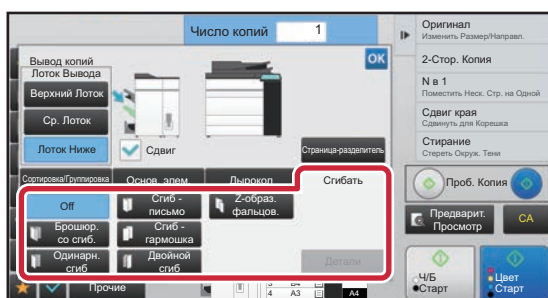 Число копий 1
Вывод копий
OK
Лоток Вывода
Верхний Лоток
Ср. Лоток
Лоток Ниже
Сдвиг
Страница-разделитель
Сортировка/Группировка
Основ. элем
Дырокол
Сгибать
Off
Сгиб -
письмо
Z-образ.
фальцов.
Брошюр.
со сгиб.
Сгиб -
гармошка
Одинарн.
сгиб
Двойной
сгиб
Детали
Прочие
3 B4
4 A3
A4
Оригинал
Изменить Размер/Направл.
2-Стор. Копия
N в 1
Поместить Неск. Стр. на Одной
Сдвиг края
Сдвинуть для Корешка
Стирание
Стереть Окруж. Тени
Проб. Копия
Предварит.
Просмотр
CA
Ч/Б
Старт
Цвет
Старт